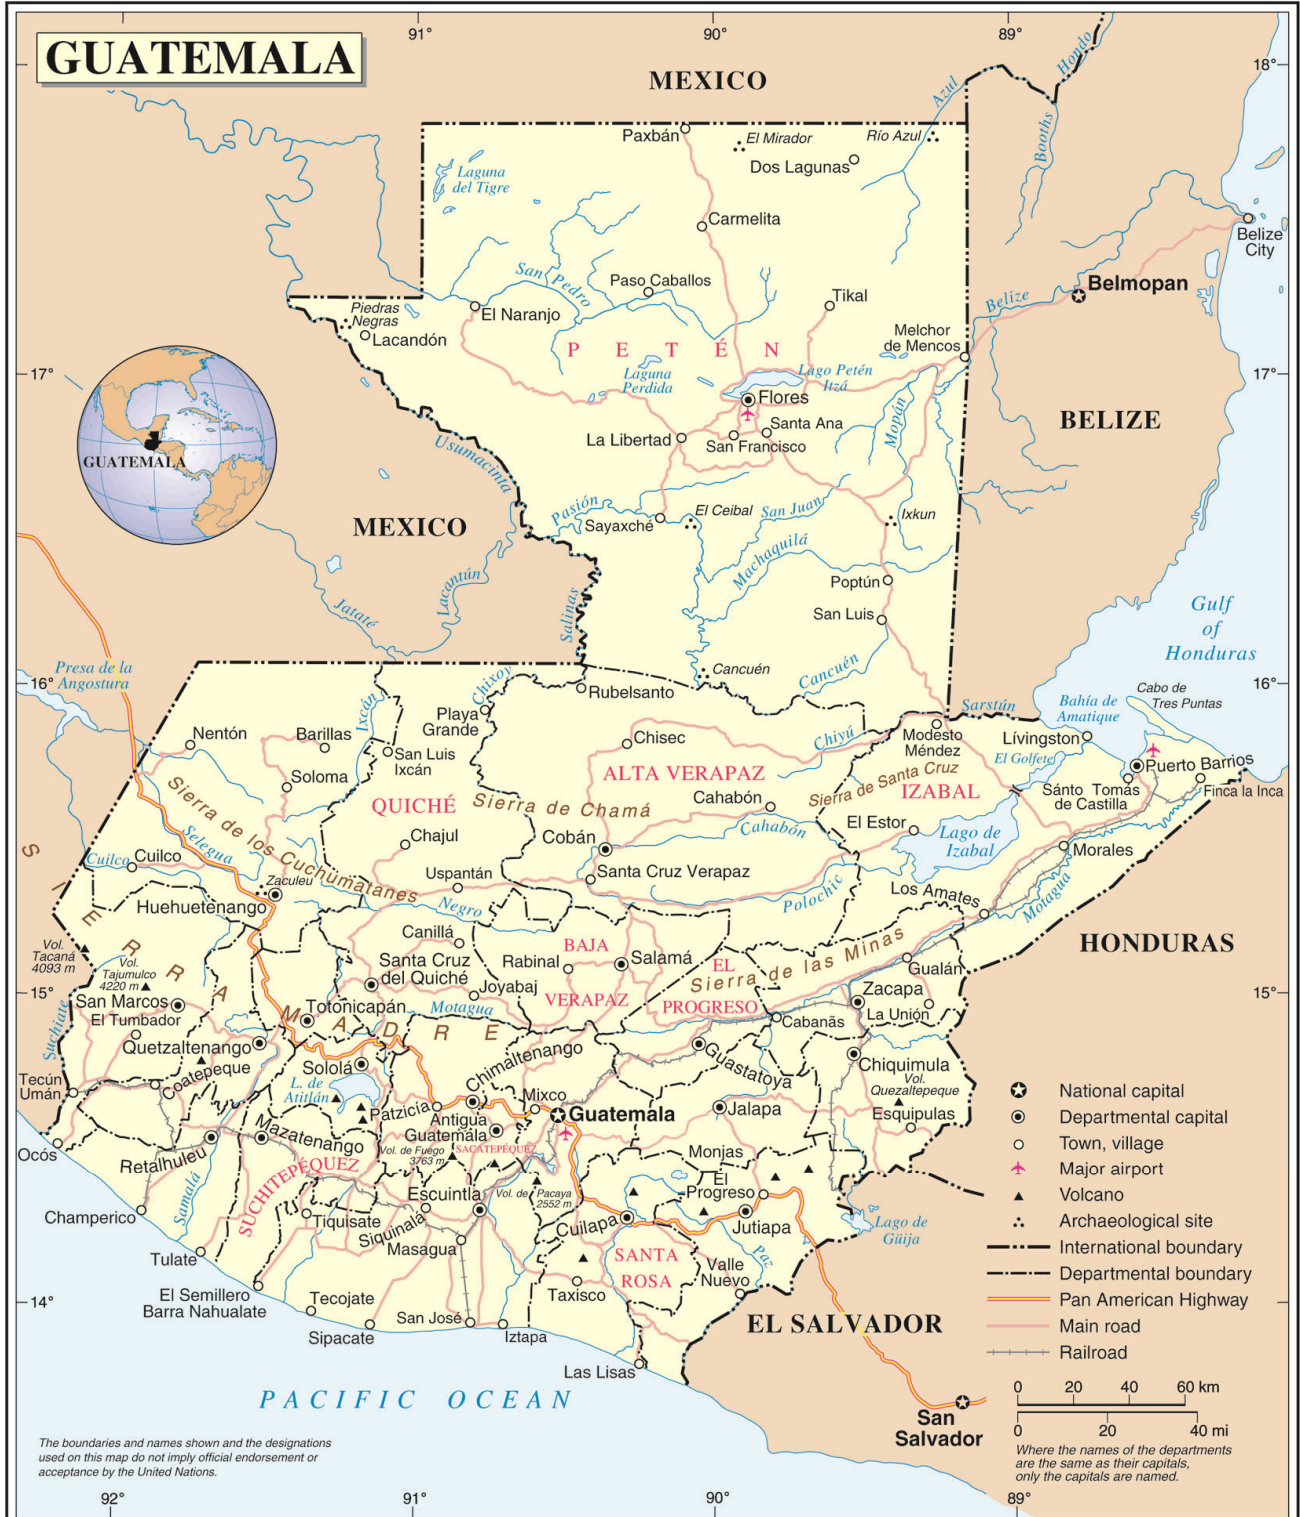 GUATEMALA
91°
90°
89°
18°
MEXICO
Hondo
Azul
Booths
Paxbán
El Mirador
Río Azul
Dos Lagunas
Laguna
del Tigre
Carmelita
Belize
City
San Pedro
Paso Caballos
Tikal
Belize
Belmopan
Piedras
Negras
El Naranjo
Lacandón
Melchor
de Mencos
PETÉN
Laguna
Perdida
Lago Petén
Itzá
17°
17°
Flores
Mopán
BELIZE
GUATEMALA
Usumacinta
La Libertad
Santa Ana
San Francisco
MEXICO
Pasión
Sayaxché
El Ceibal
San Juan
Ixkun
Machaquilá
Lacantún
Jataté
Salinas
Poptún
San Luis
Gulf
of
Honduras
Presa de la
Angostura
16°
16°
Ixcán
Chixoy
Rubelsanto
Cancuén
Cancuén
Sarstún
Bahía de
Amatique
Cabo de
Tres Puntas
Nentón
Barillas
Playa
Grande
San Luis
Ixcán
Chisec
Chiyú
Modesto
Méndez
Lívingston
El Golfete
Puerto Barrios
Soloma
ALTA VERAPAZ
Sierra de Santa Cruz
IZABAL
Sánto Tomás
de Castilla
Finca la Inca
QUICHÉ
Sierra de Chamá
Cahabón
Sierra de los Cuchumatanes
Selegua
Chajul
Cobán
Cahabón
El Estor
Lago de
Izabal
Cuilco
Cuilco
Morales
Zaculeu
Uspantán
Santa Cruz Verapaz
Polochic
Los Amates
Motagua
Huehuetenango
Negro
SIERRA MADRE
Canillá
BAJA
VERAPAZ
Rabinal
Salamá
EL
PROGRESO
Sierra de las Minas
HONDURAS
Vol.
Tacaná
4093 m
Vol.
Tajumulco
4220 m
Santa Cruz
del Quiché
Joyabaj
Gualán
15°
15°
San Marcos
El Tumbador
Totonicapán
Motagua
Zacapa
La Unión
Cabanãs
Suchiate
Quetzaltenango
Chimaltenango
Guastatoya
Chiquimula
Sololá
Tecún
Umán
Coatepeque
L. de
Atitlán
Patzicía
Mixco
Guatemala
Vol.
Quezaltepeque
Esquipulas
Jalapa
Antigua
Guatemala
Mazatenango
Vol. de Fuego
3763 m
SACATEPÉQUEZ
Ocós
Retalhuleu
Monjas
SUCHITEPÉQUEZ
Samalá
Escuintla
Vol. de Pacaya
2552 m
El
Progreso
Champerico
Tiquisate
Siquinalá
Cuilapa
Jutiapa
Lago de
Güija
Masagua
Tulate
SANTA
ROSA
Paz
Valle
Nuevo
El Semillero
Barra Nahualate
Taxisco
14°
Tecojate
Sipacate
San José
Iztapa
EL SALVADOR
Las Lisas
PACIFIC OCEAN
San
Salvador
National capital
Departmental capital
Town, village
Major airport
Volcano
Archaeological site
International boundary
Departmental boundary
Pan American Highway
Main road
Railroad
0 20 40 60 km
0 20 40 mi
Where the names of the departments
are the same as their capitals,
only the capitals are named.
The boundaries and names shown and the designations
used on this map do not imply official endorsement or
acceptance by the United Nations.
92°
91°
90°
89°